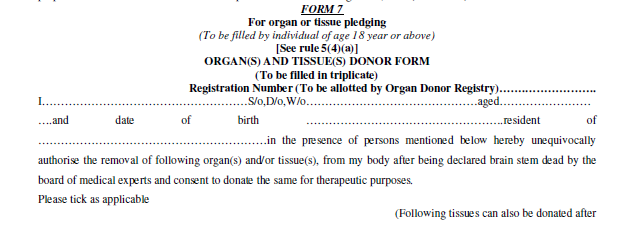 FORM 7
For organ or tissue pledging
(To be filled by individual of age 18 year or above)
[See rule 5(4)(a)]
ORGAN(S) AND TISSUE(S) DONOR FORM
(To be filled in triplicate)
Registration Number (To be allotted by Organ Donor Registry)……………………..
I……………………………………………S/o,D/o,W/o…………………………………….aged…………………
….and date of birth …………………………………………..resident of
………………………………………………….in the presence of persons mentioned below hereby unequivocally
authorise the removal of following organ(s) and/or tissue(s), from my body after being declared brain stem dead by the
board of medical experts and consent to donate the same for therapeutic purposes.
Please tick as applicable
(Following tissues can also be donated after